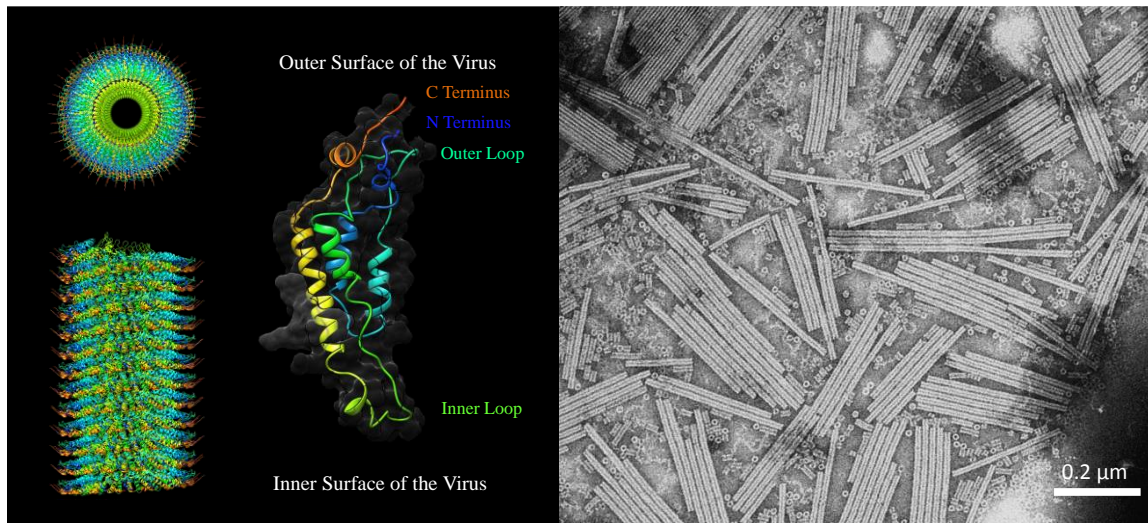 Outer Surface of the Virus
C Terminus
N Terminus
Outer Loop
Inner Loop
Inner Surface of the Virus
0.2 μm